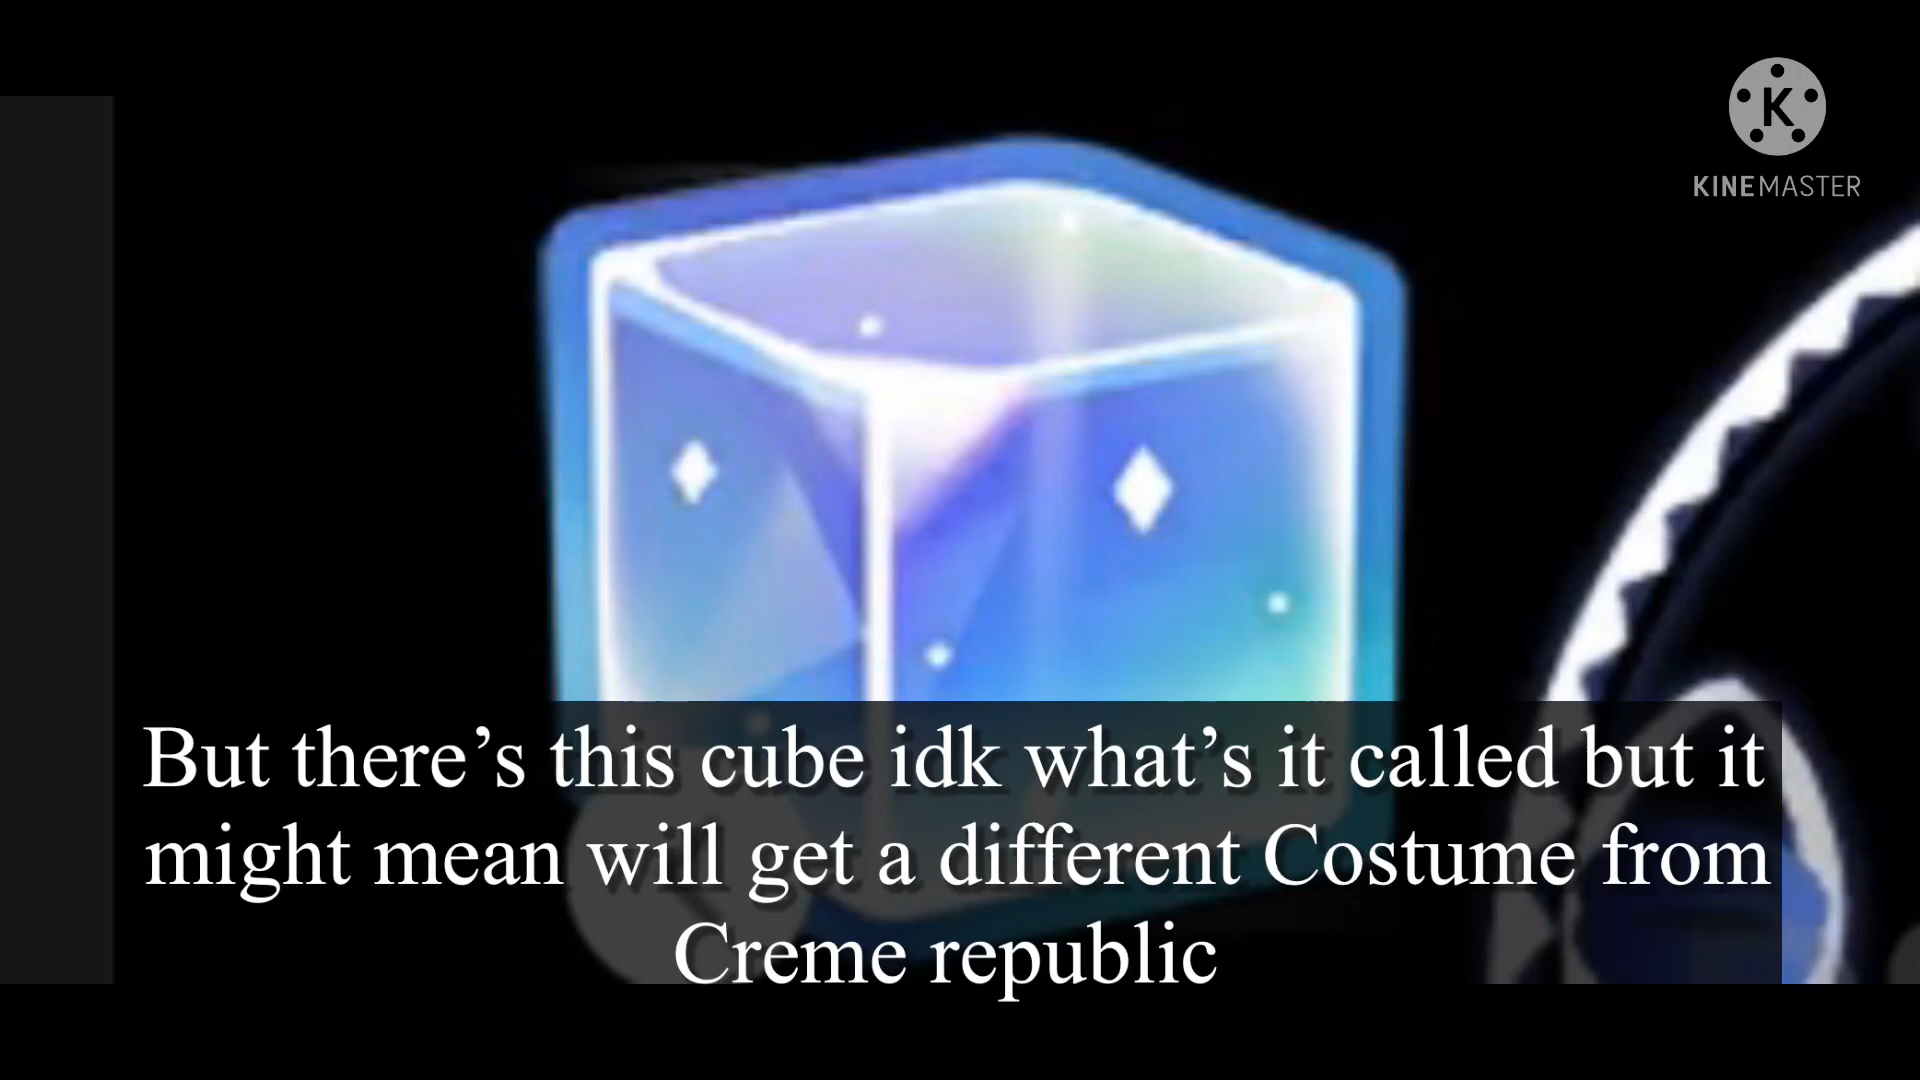 K
KINEMASTER
But there’s this cube idk what’s it called but it
might mean will get a different Costume from
Creme republic